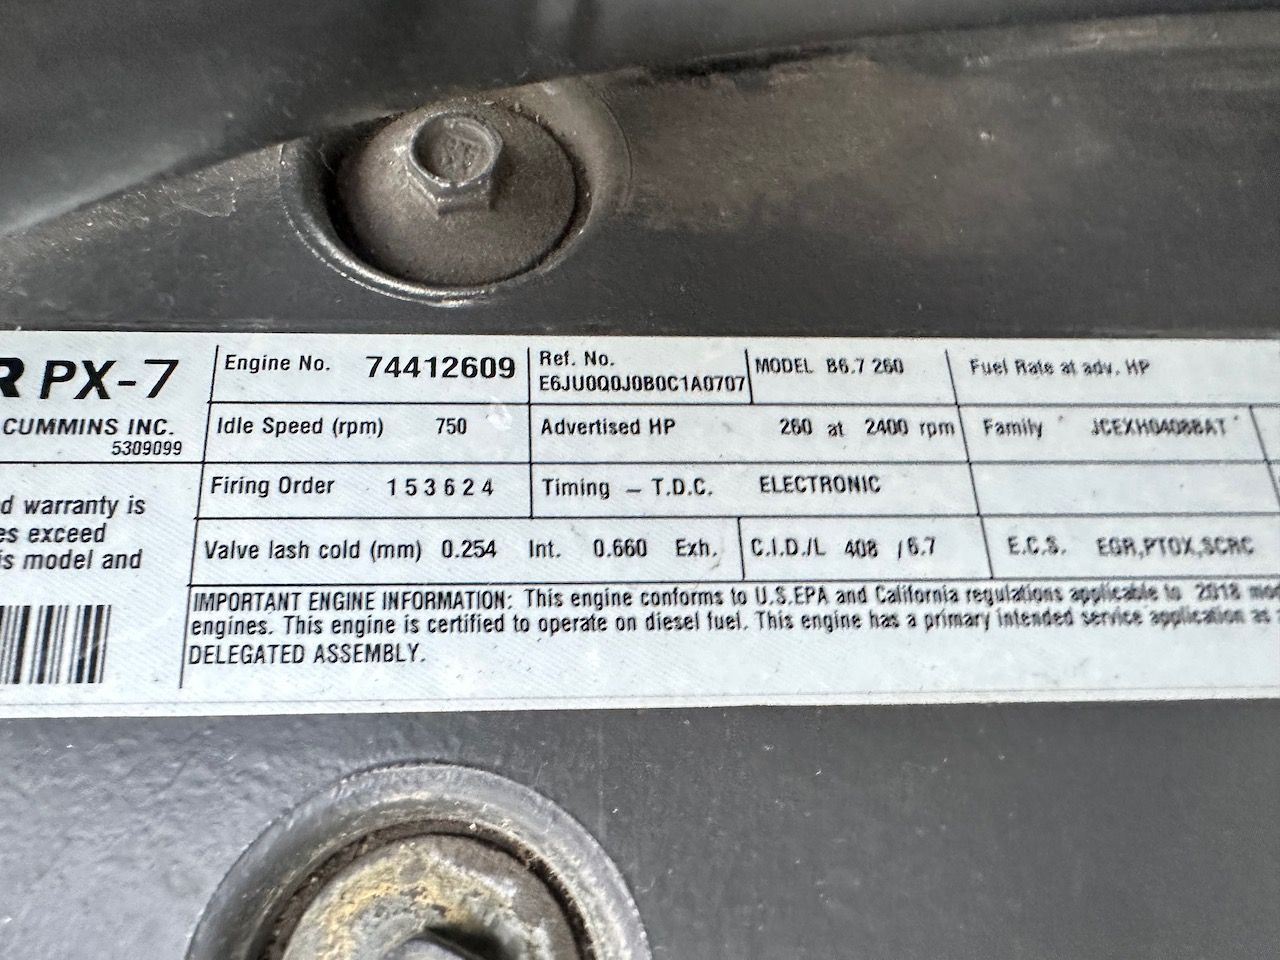 R PX-7
CUMMINS INC.
5309099
d warranty is
es exceed
is model and
Engine No. 74412609
Ref. No.
E6JU0Q0J0B0C1A0707
MODEL B6.7 260
Fuel Rate at adv. HP
Idle Speed (rpm) 750
Advertised HP 260 at 2400 rpm
Family JCEXH0408BAT
Firing Order 1 5 3 6 2 4
Timing – T.D.C. ELECTRONIC
Valve lash cold (mm) 0.254 Int. 0.660 Exh.
C.I.D./L 408 /6.7
E.C.S. EGR,PTOX,SCRC
IMPORTANT ENGINE INFORMATION: This engine conforms to U.S.EPA and California regulations applicable to 2018 mod
engines. This engine is certified to operate on diesel fuel. This engine has a primary intended service application as
DELEGATED ASSEMBLY.